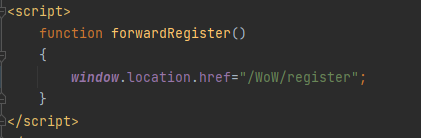 <script>
function forwardRegister()
{
window.location.href="/WoW/register";
}
</script>